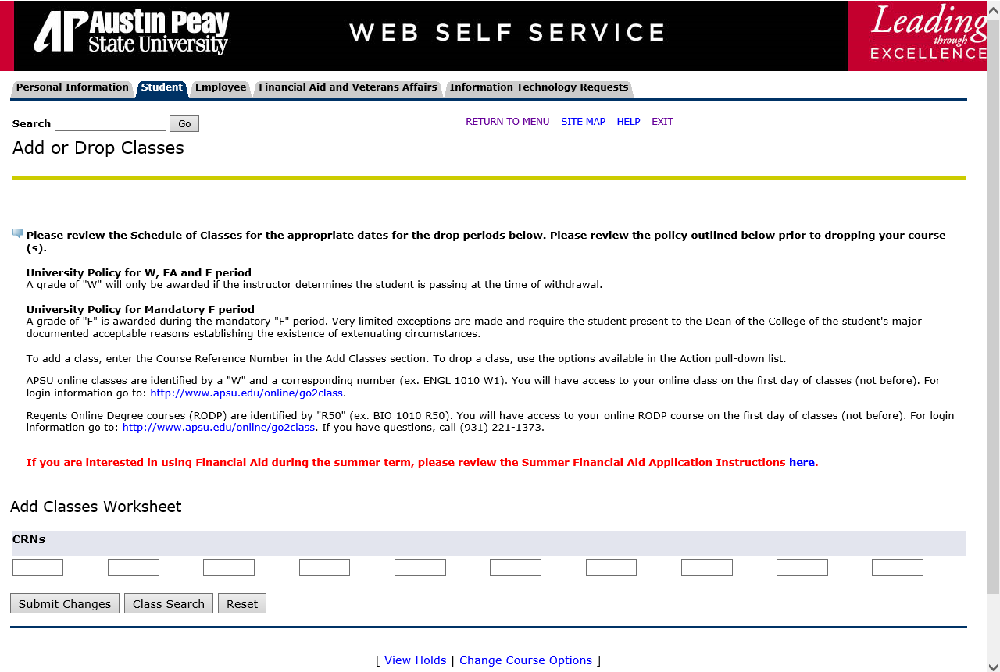 AP Austin Peay
State University
WEB SELF SERVICE
Leading
through
EXCELLENCE
Personal Information Student Employee Financial Aid and Veterans Affairs Information Technology Requests
Search Go RETURN TO MENU SITE MAP HELP EXIT
Add or Drop Classes
Please review the Schedule of Classes for the appropriate dates for the drop periods below. Please review the policy outlined below prior to dropping your course
(s).
University Policy for W, FA and F period
A grade of "W" will only be awarded if the instructor determines the student is passing at the time of withdrawal.
University Policy for Mandatory F period
A grade of "F" is awarded during the mandatory "F" period. Very limited exceptions are made and require the student present to the Dean of the College of the student's major
documented acceptable reasons establishing the existence of extenuating circumstances.
To add a class, enter the Course Reference Number in the Add Classes section. To drop a class, use the options available in the Action pull-down list.
APSU online classes are identified by a "W" and a corresponding number (ex. ENGL 1010 W1). You will have access to your online class on the first day of classes (not before). For
login information go to: http://www.apsu.edu/online/go2class.
Regents Online Degree courses (RODP) are identified by "R50" (ex. BIO 1010 R50). You will have access to your online RODP course on the first day of classes (not before). For login
information go to: http://www.apsu.edu/online/go2class. If you have questions, call (931) 221-1373.
If you are interested in using Financial Aid during the summer term, please review the Summer Financial Aid Application Instructions here.
Add Classes Worksheet
CRNs
Submit Changes Class Search Reset
[ View Holds | Change Course Options ]